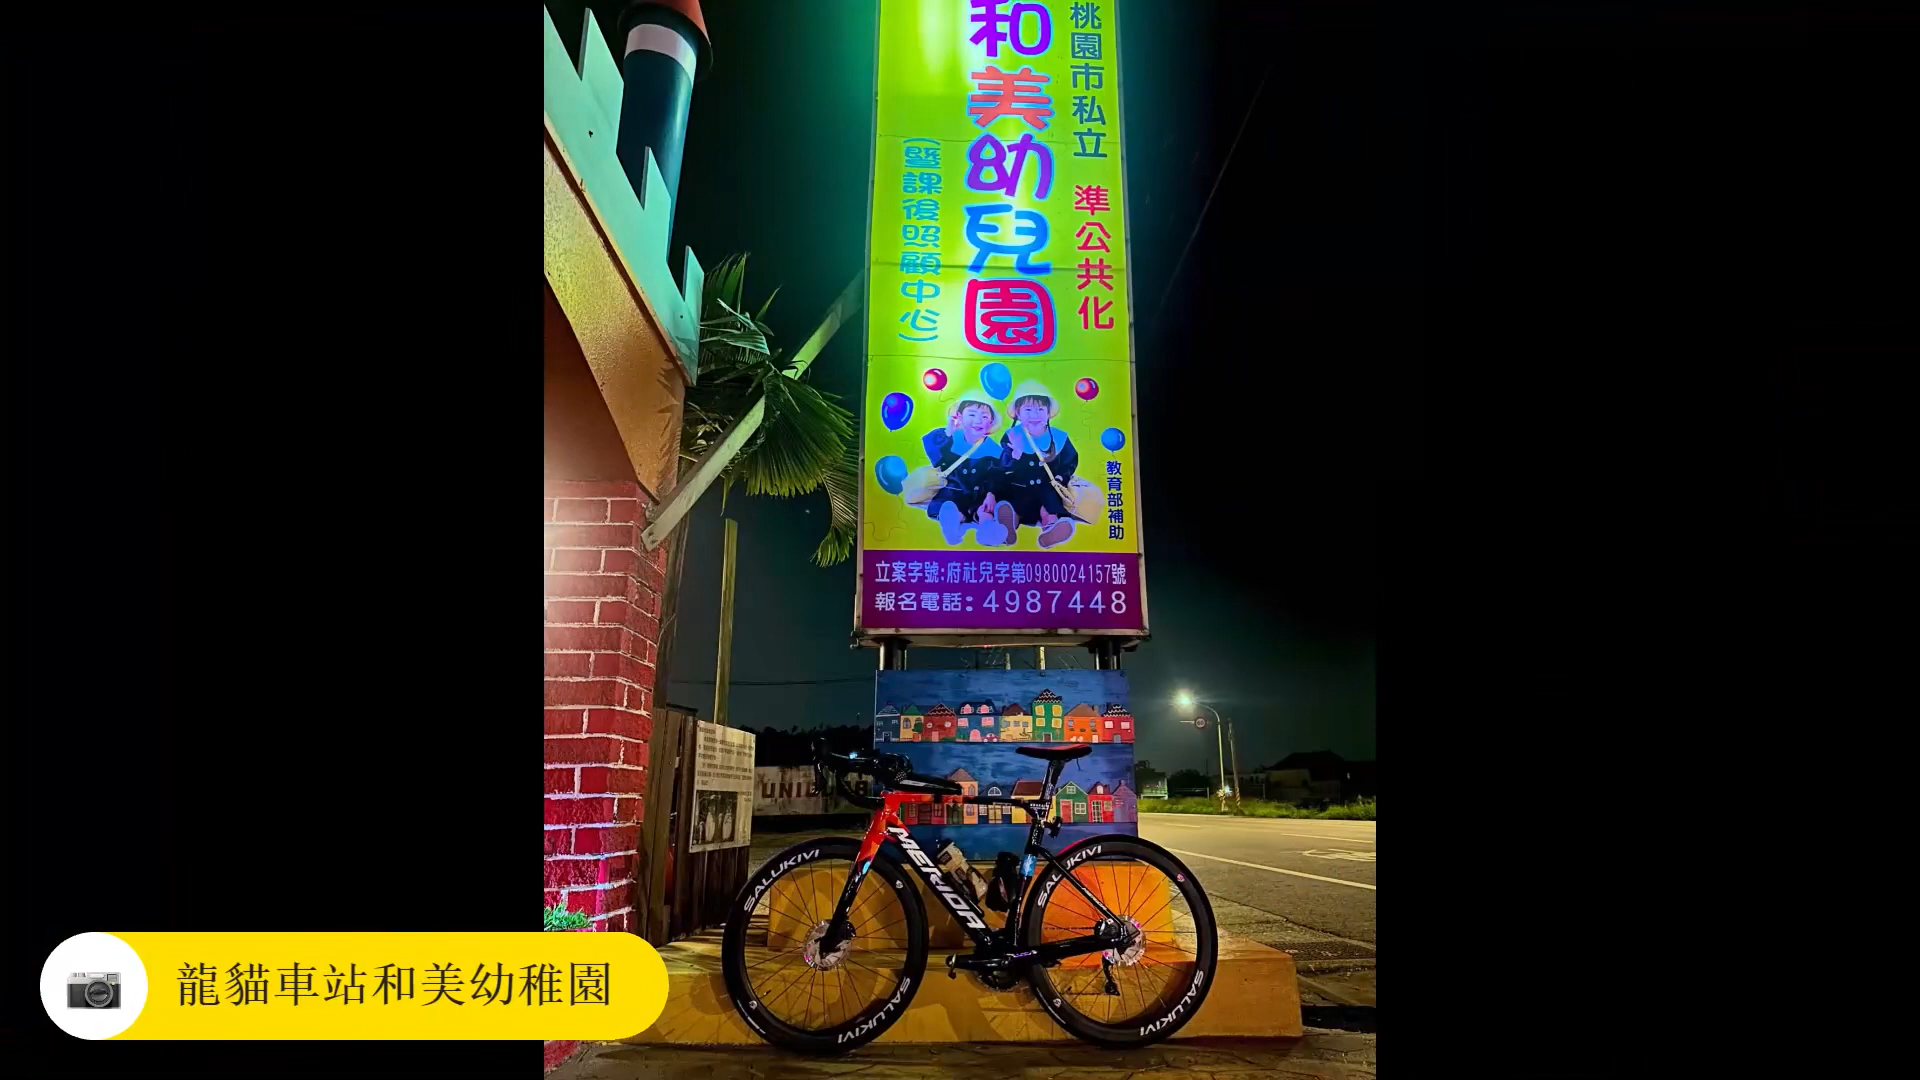 桃園市私立 準公共化
和美幼兒園
(暨課後照顧中心)
教育部補助
立案字號:府社兒字第0980024157號
報名電話:4987448
MERIDA
SALUKIVI
SALUKIVI
SALUKIVI
SALUKIVI
龍貓車站和美幼稚園